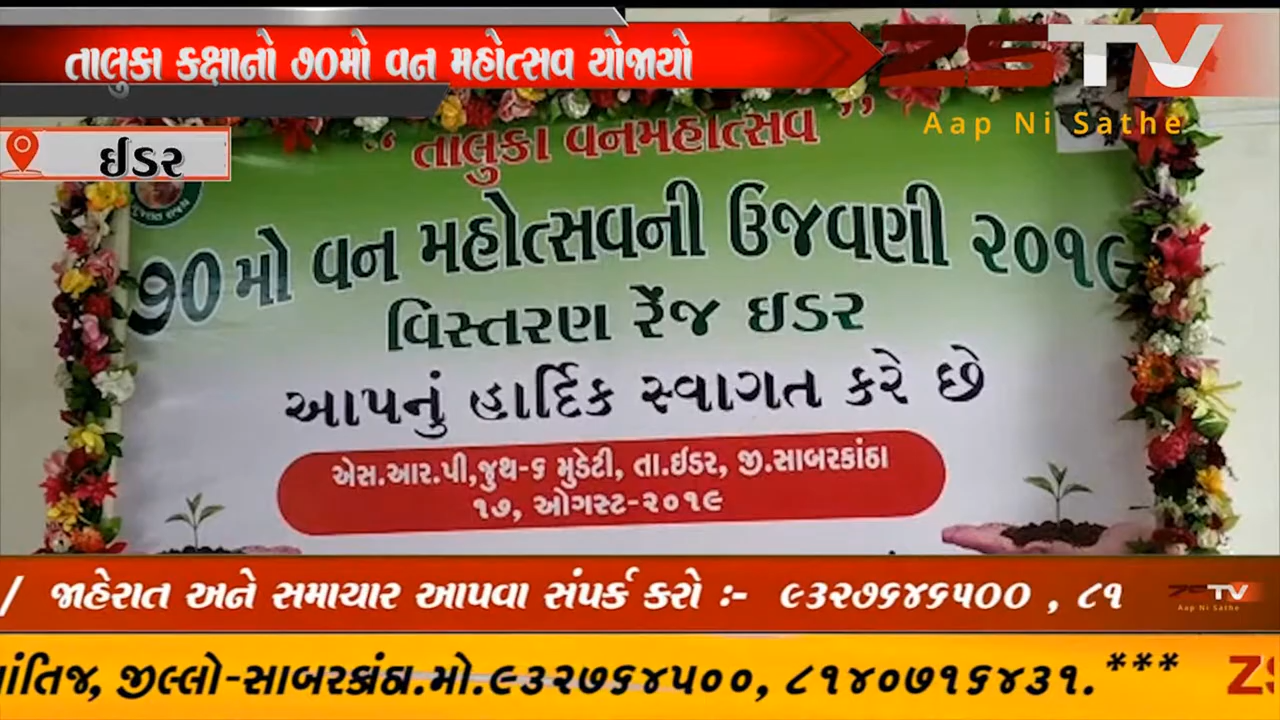 તાલુકા કક્ષાનો ૭૦મો વન મહોત્સવ યોજાયો
ZSTV
Aap Ni Sathe
ઈડર
“ તાલુકા વનમહોત્સવ ”
૭૦મો વન મહોત્સવની ઉજવણી ૨૦૧૯
વિસ્તરણ રેંજ ઇડર
આપનું હાર્દિક સ્વાગત કરે છે
એસ.આર.પી,જુથ-૬ મુડેટી, તા.ઇડર, જી.સાબરકાંઠા
૧૭, ઓગસ્ટ-૨૦૧૯
/ જાહેરાત અને સમાચાર આપવા સંપર્ક કરો :- ૯૩૨૭૬૪૬૫૦૦ , ૮૧
ZSTV
Aap Ni Sathe
ાંતિજ, જીલ્લો-સાબરકાંઠા.મો.૯૩૨૭૬૪૫૦૦, ૮૧૪૦૭૧૬૪૩૧. ***
ZS